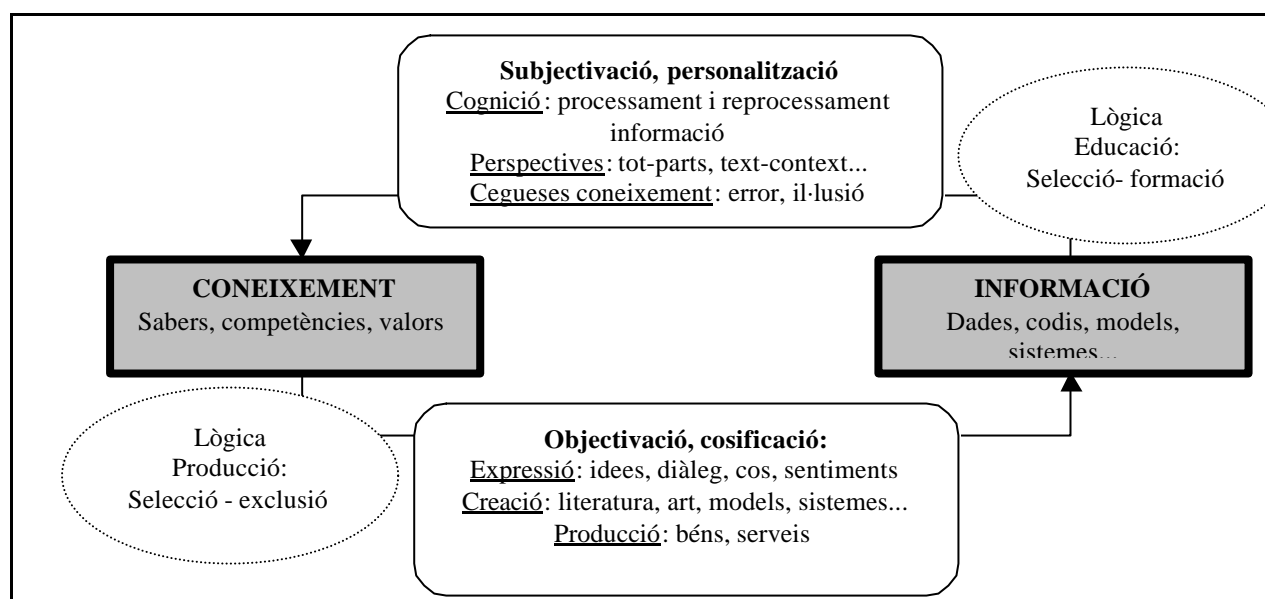 Subjectivació, personalització
Cognició: processament i reprocessament
informació
Perspectives: tot-parts, text-context...
Cegueses coneixement: error, il·lusió
Lògica
Educació:
Selecció- formació
CONEIXEMENT
Sabers, competències, valors
INFORMACIÓ
Dades, codis, models,
sistemes...
Lògica
Producció:
Selecció - exclusió
Objectivació, cosificació:
Expressió: idees, diàleg, cos, sentiments
Creació: literatura, art, models, sistemes...
Producció: béns, serveis